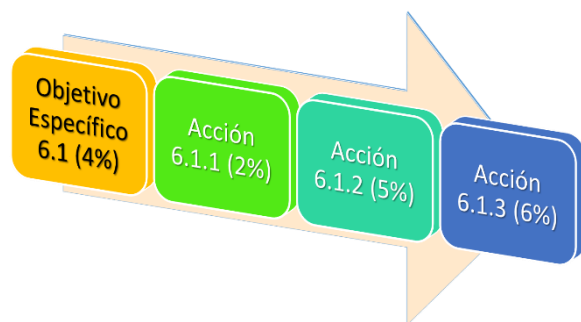 Objetivo
Específico
6.1 (4%)
Acción
6.1.1 (2%)
Acción
6.1.2 (5%)
Acción
6.1.3 (6%)